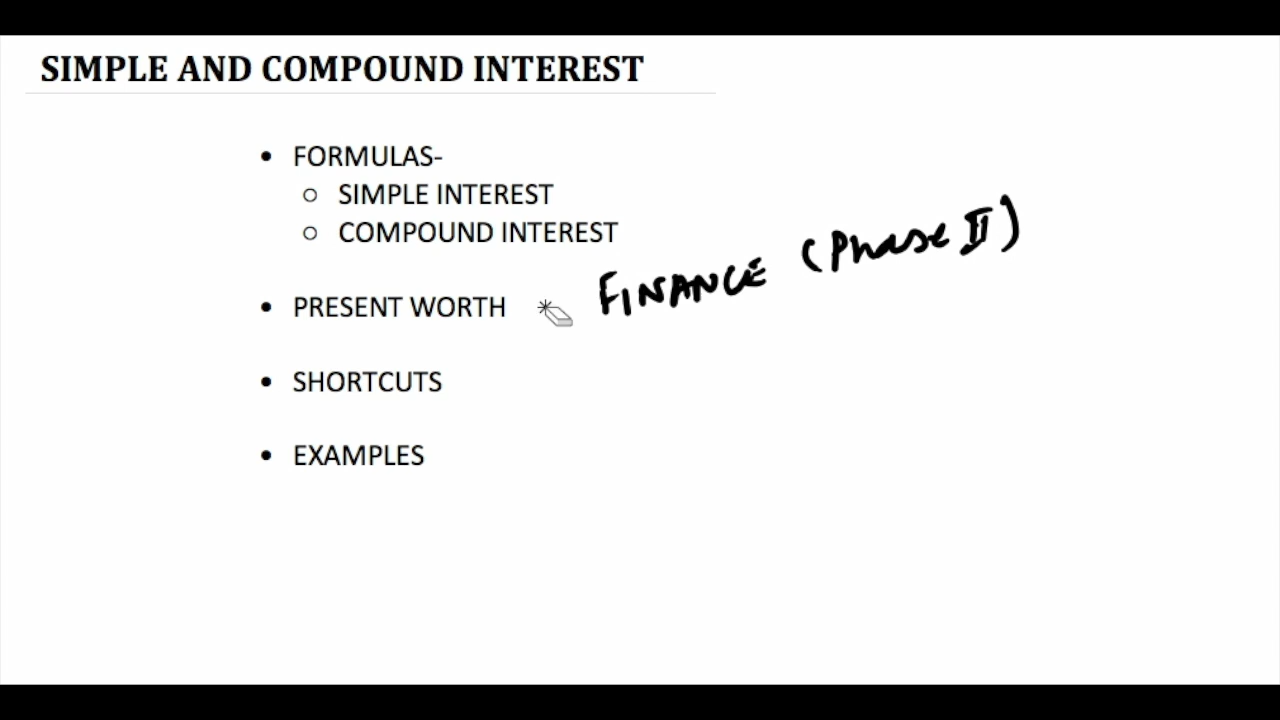 SIMPLE AND COMPOUND INTEREST
• FORMULAS-
○ SIMPLE INTEREST
○ COMPOUND INTEREST
• PRESENT WORTH
FINANCE (Phase II)
• SHORTCUTS
• EXAMPLES